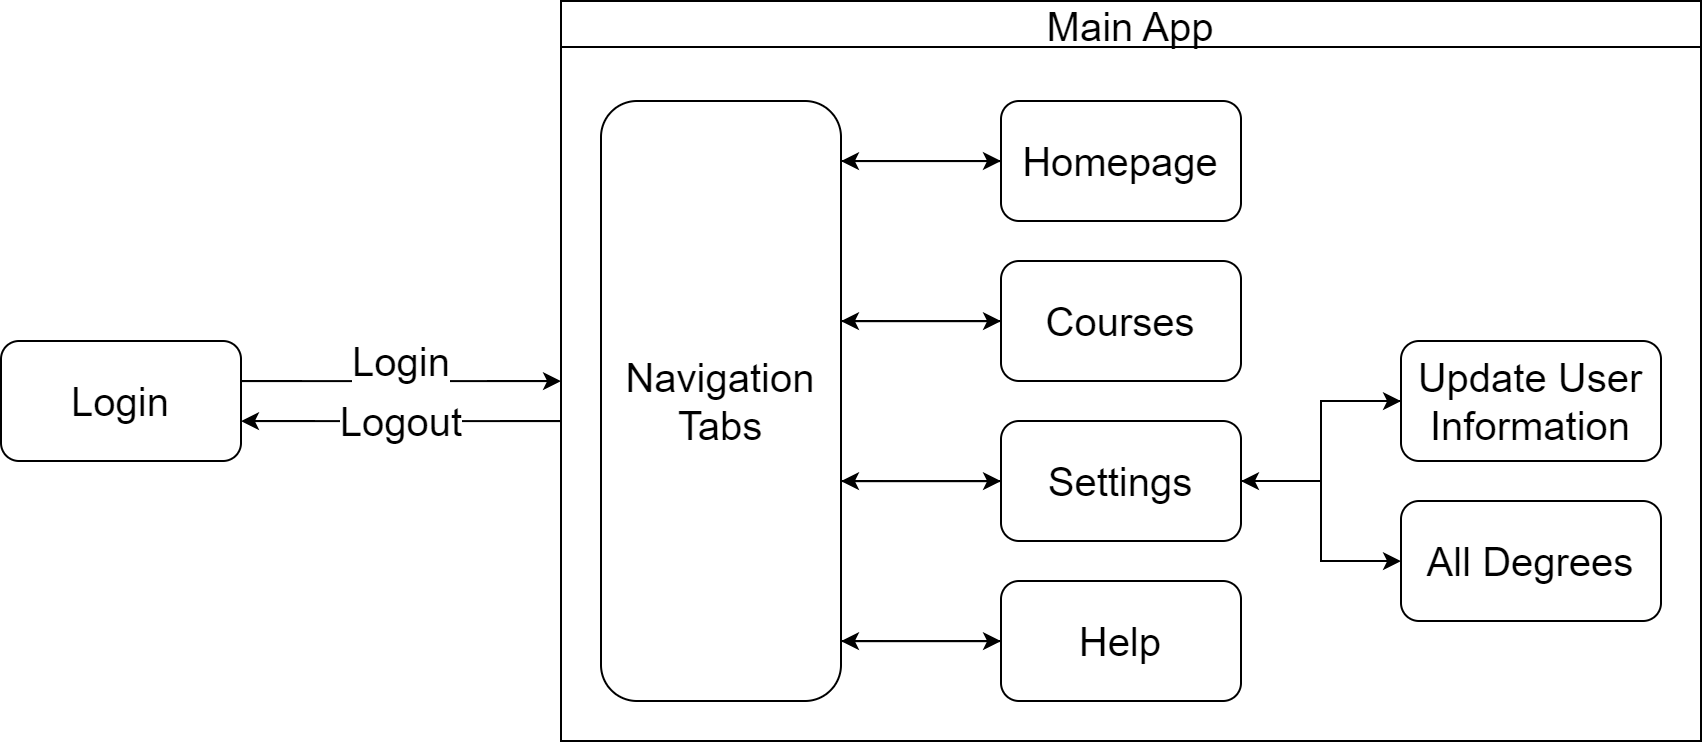 Main App
Login
Login
Logout
Navigation
Tabs
Homepage
Courses
Settings
Help
Update User
Information
All Degrees